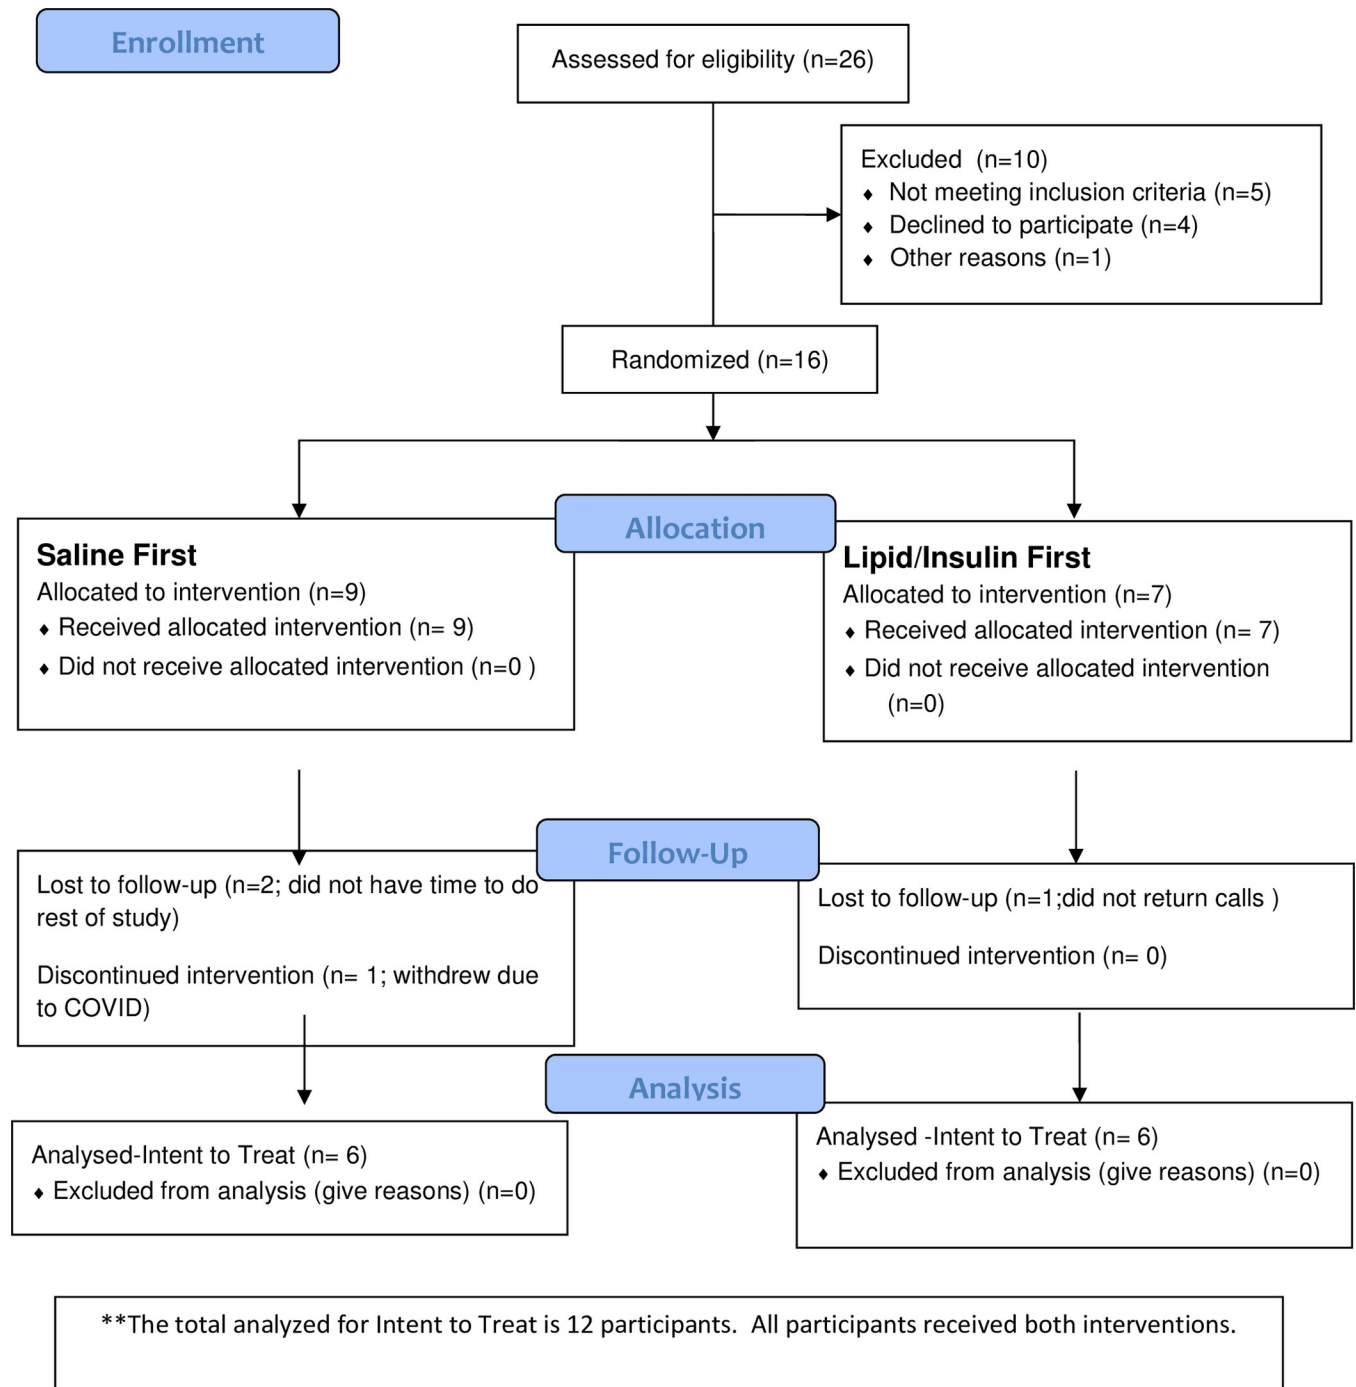 Enrollment
Assessed for eligibility (n=26)
Excluded  (n=10)
♦ Not meeting inclusion criteria (n=5)
♦ Declined to participate (n=4)
♦ Other reasons (n=1)
Randomized (n=16)
Allocation
Saline First
Allocated to intervention (n=9)
♦ Received allocated intervention (n= 9)
♦ Did not receive allocated intervention (n=0 )
Lipid/Insulin First
Allocated to intervention (n=7)
♦ Received allocated intervention (n= 7)
♦ Did not receive allocated intervention
(n=0)
Follow-Up
Lost to follow-up (n=2; did not have time to do
rest of study)
Discontinued intervention (n= 1; withdrew due
to COVID)
Lost to follow-up (n=1;did not return calls )
Discontinued intervention (n= 0)
Analysis
Analysed-Intent to Treat (n= 6)
♦ Excluded from analysis (give reasons) (n=0)
Analysed -Intent to Treat (n= 6)
♦ Excluded from analysis (give reasons) (n=0)
**The total analyzed for Intent to Treat is 12 participants.  All participants received both interventions.